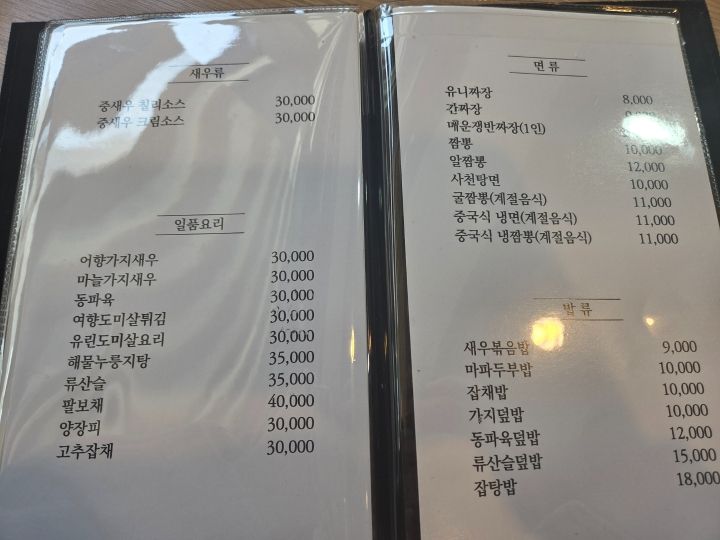 새우류
중새우 칠리소스 30,000
중새우 크림소스 30,000
일품요리
어향가지새우 30,000
마늘가지새우 30,000
동파육 30,000
여향도미살튀김 30,000
유린도미살요리 30,000
해물누룽지탕 35,000
류산슬 35,000
팔보채 40,000
양장피 30,000
고추잡채 30,000
면류
유니짜장 8,000
간짜장
매운쟁반짜장(1인)
짬뽕 10,000
알짬뽕 12,000
사천탕면 10,000
굴짬뽕(계절음식) 11,000
중국식 냉면(계절음식) 11,000
중국식 냉짬뽕(계절음식) 11,000
밥류
새우볶음밥 9,000
마파두부밥 10,000
잡채밥 10,000
가지덮밥 10,000
동파육덮밥 12,000
류산슬덮밥 15,000
잡탕밥 18,000